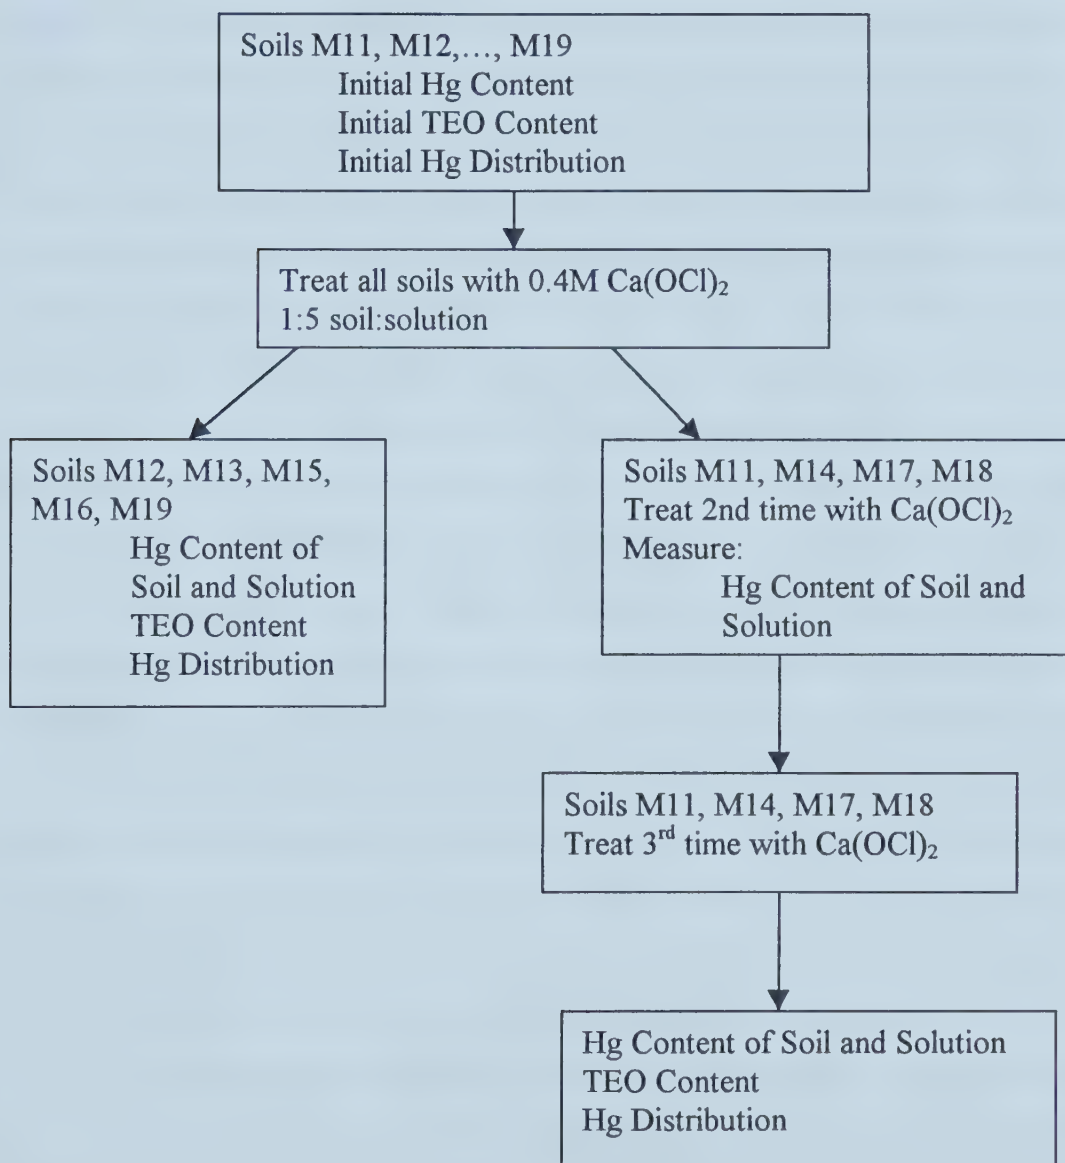 Soils M11, M12,…, M19
Initial Hg Content
Initial TEO Content
Initial Hg Distribution
Treat all soils with 0.4M Ca(OCl)₂
1:5 soil:solution
Soils M12, M13, M15,
M16, M19
Hg Content of
Soil and Solution
TEO Content
Hg Distribution
Soils M11, M14, M17, M18
Treat 2nd time with Ca(OCl)₂
Measure:
Hg Content of Soil and
Solution
Soils M11, M14, M17, M18
Treat 3ʳᵈ time with Ca(OCl)₂
Hg Content of Soil and Solution
TEO Content
Hg Distribution